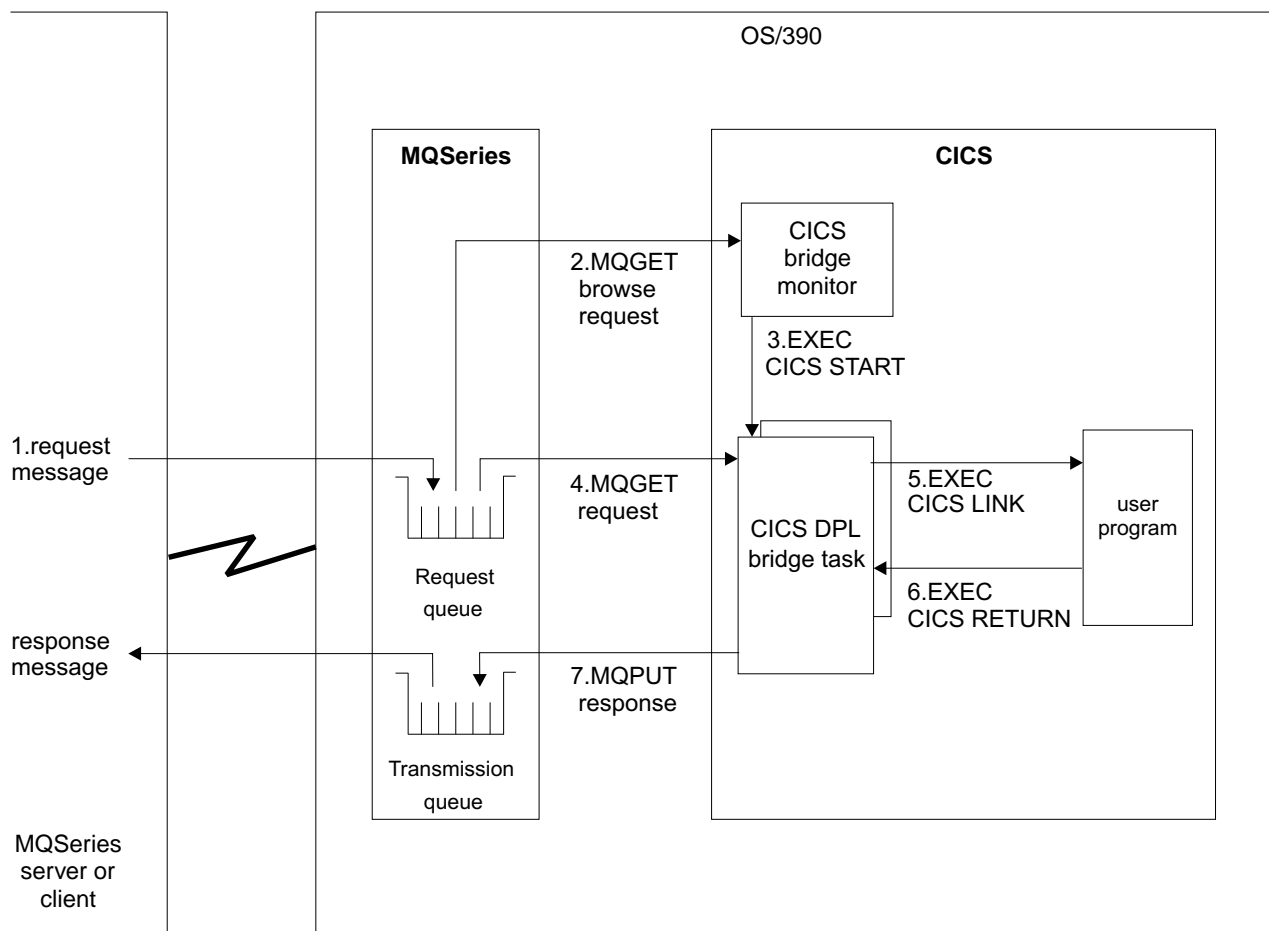 OS/390
MQSeries
CICS
CICS
bridge
monitor
2.MQGET
browse
request
3.EXEC
CICS START
1.request
message
4.MQGET
request
5.EXEC
CICS LINK
user
program
CICS DPL
bridge task
Request
queue
6.EXEC
CICS RETURN
response
message
7.MQPUT
response
Transmission
queue
MQSeries
server or
client